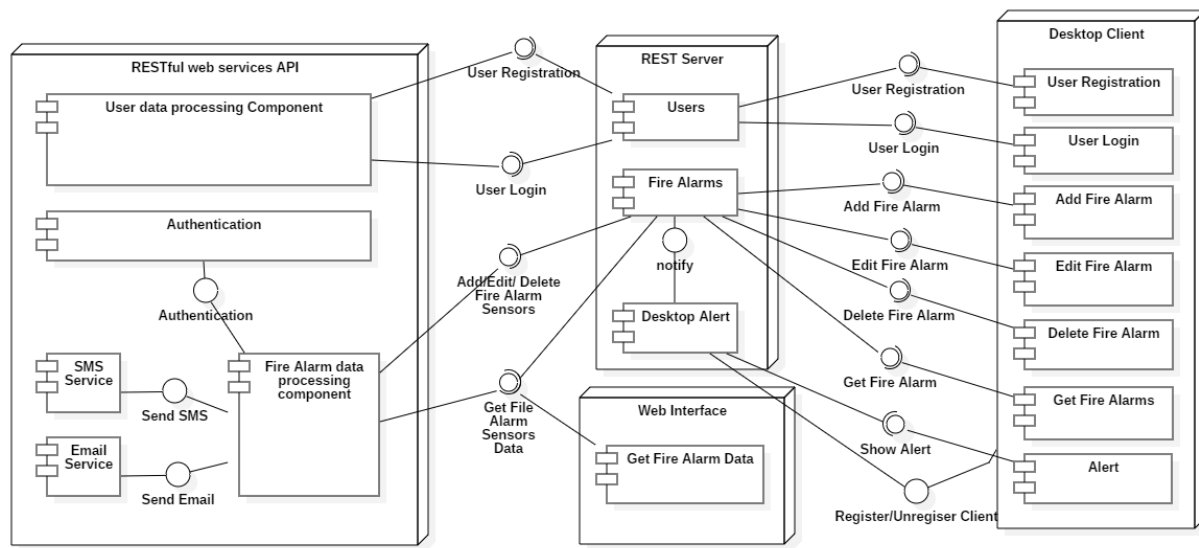 RESTful web services API
User data processing Component
Authentication
Authentication
SMS
Service
Send SMS
Email
Service
Send Email
Fire Alarm data
processing
component
User Registration
User Login
Add/Edit/ Delete
Fire Alarm
Sensors
Get File
Alarm
Sensors
Data
REST Server
Users
Fire Alarms
notify
Desktop Alert
Web Interface
Get Fire Alarm Data
User Registration
User Login
Add Fire Alarm
Edit Fire Alarm
Delete Fire Alarm
Get Fire Alarm
Show Alert
Register/Unregiser Client
Desktop Client
User Registration
User Login
Add Fire Alarm
Edit Fire Alarm
Delete Fire Alarm
Get Fire Alarms
Alert